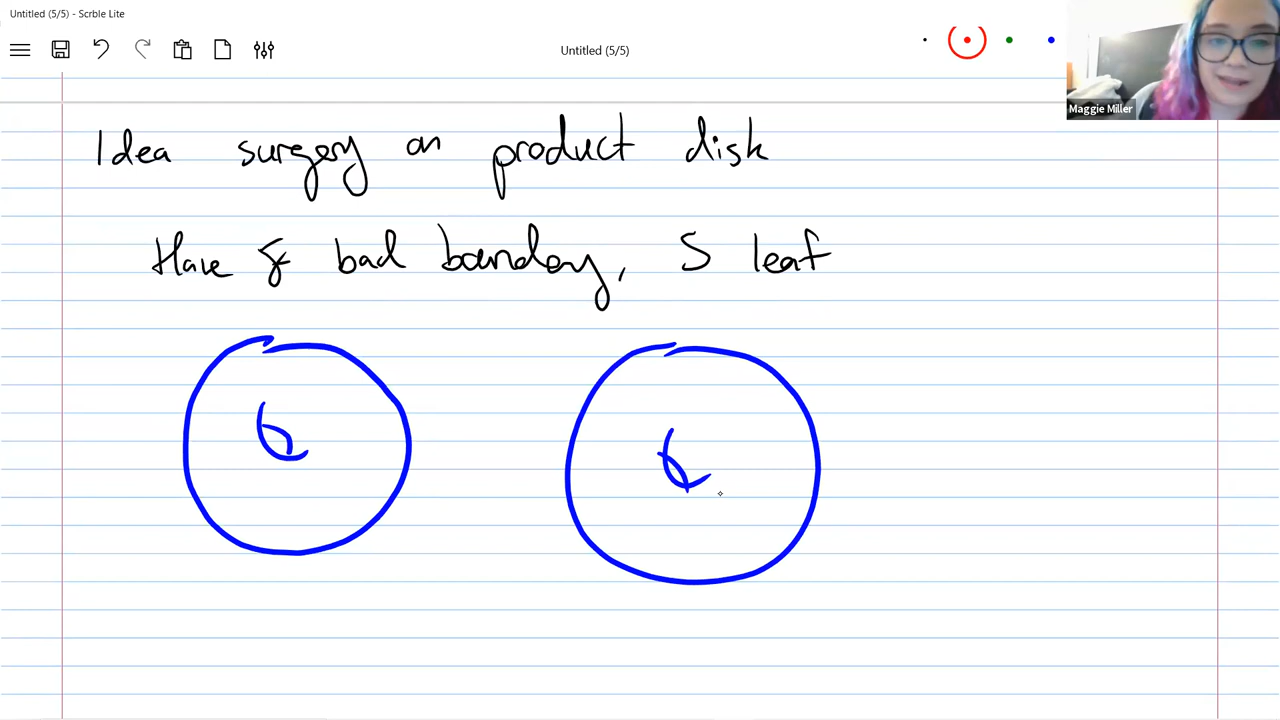 Untitled (5/5) - Scrble Lite
Untitled (5/5)
Maggie Miller
Idea surgery on product disk
Have F bad boundary, S leaf